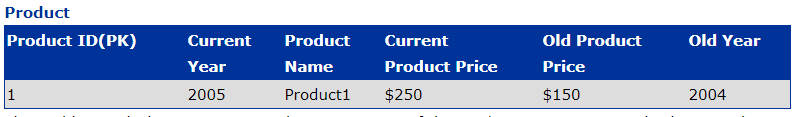 Product
Product ID(PK) Current Year Product Name Current Product Price Old Product Price Old Year
1 2005 Product1 $250 $150 2004